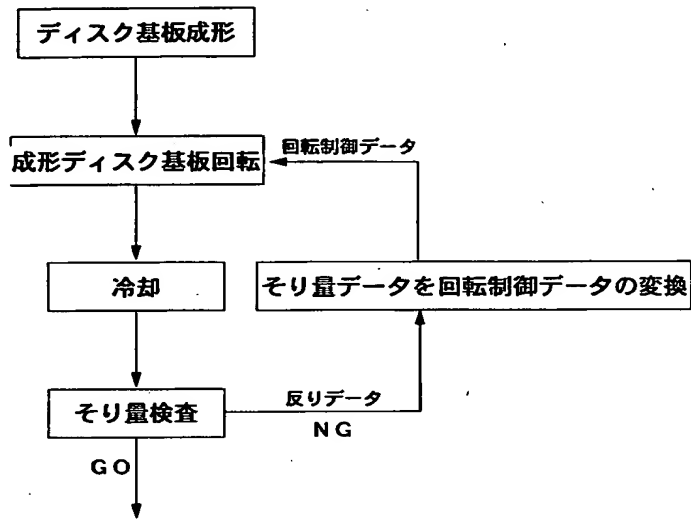 ディスク基板成形
成形ディスク基板回転
回転制御データ
冷却
そり量データを回転制御データの変換
そり量検査
反りデータ
NG
GO